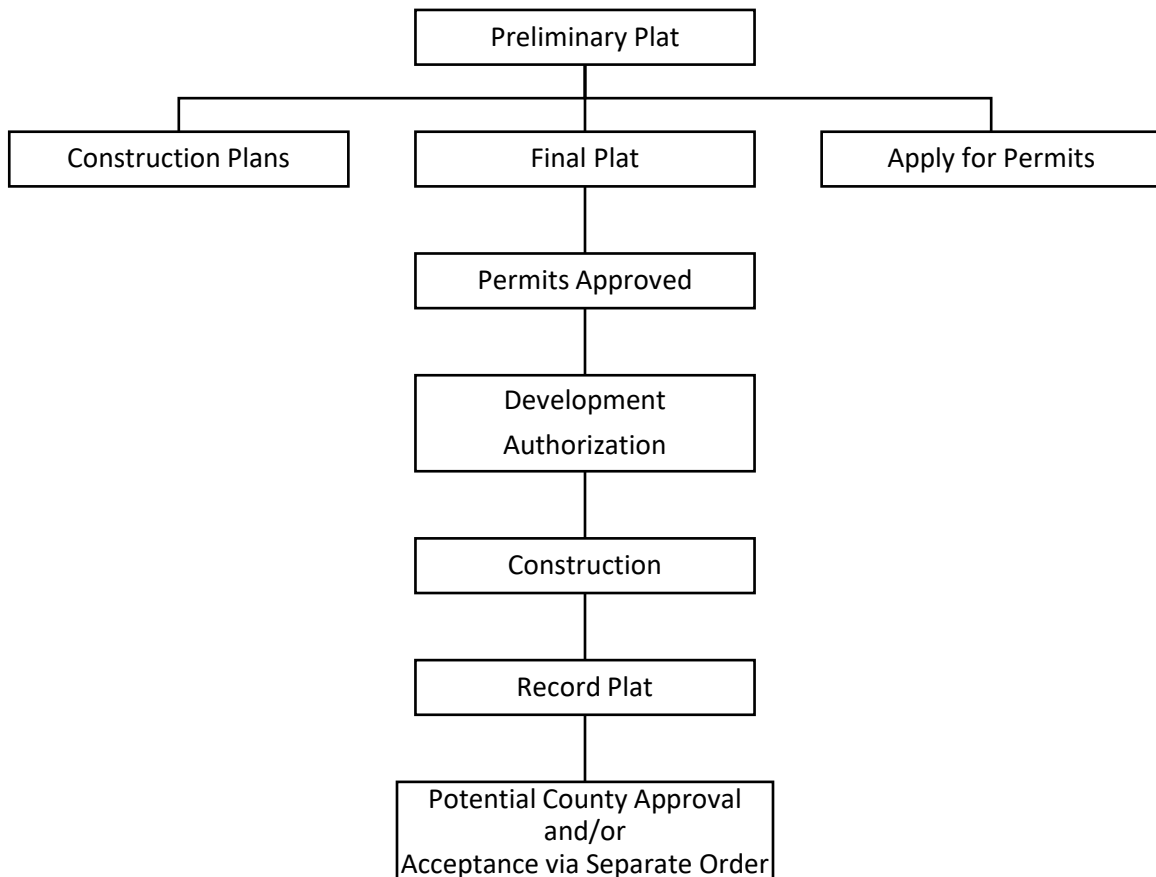 Preliminary Plat
Construction Plans
Final Plat
Apply for Permits
Permits Approved
Development
Authorization
Construction
Record Plat
Potential County Approval
and/or
Acceptance via Separate Order